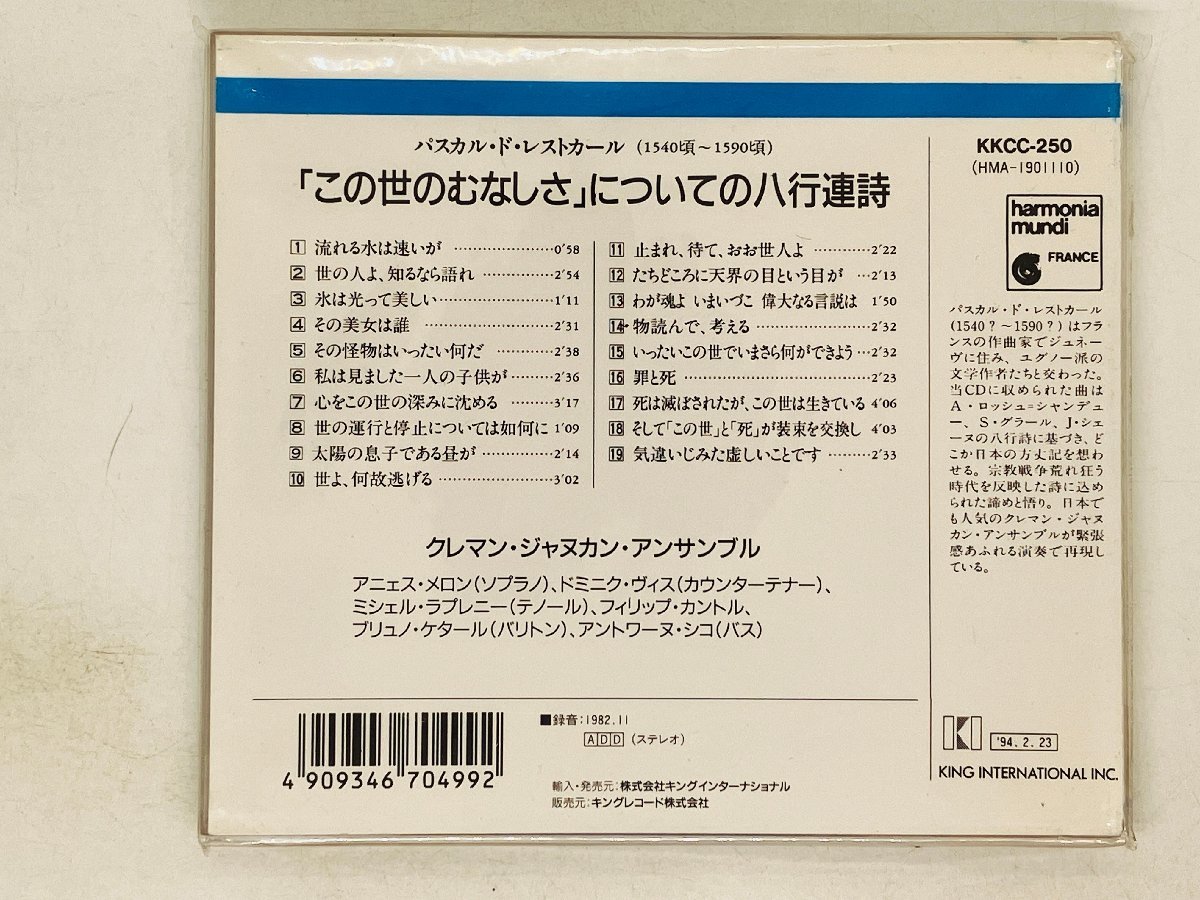 パスカル・ド・レストカール (1540頃〜1590頃)
「この世のむなしさ」についての八行連詩
1 流れる水は速いが ………………0'58
2 世の人よ、知るなら語れ …………2'54
3 氷は光って美しい…………………1'11
4 その美女は誰 ……………………2'31
5 その怪物はいったい何だ …………2'38
6 私は見ました一人の子供が………2'36
7 心をこの世の深みに沈める ………3'17
8 世の運行と停止については如何に 1'09
9 太陽の息子である昼が……………2'14
10 世よ、何故逃げる …………………3'02
11 止まれ、待て、おお世人よ …………2'22
12 たちどころに天界の目という目が …2'13
13 わが魂よ いまいづこ 偉大なる言説は 1'50
14 物読んで、考える …………………2'32
15 いったいこの世でいまさら何ができよう…2'32
16 罪と死 ……………………………2'23
17 死は滅ぼされたが、この世は生きている 4'06
18 そして「この世」と「死」が装束を交換し 4'03
19 気違いじみた虚しいことです ………2'33
クレマン・ジャヌカン・アンサンブル
アニェス・メロン(ソプラノ)、ドミニク・ヴィス(カウンターテナー)、
ミシェル・ラプレニー(テノール)、フィリップ・カントル、
ブリュノ・ケタール(バリトン)、アントワーヌ・シコ(バス)
4 909346 704992
■録音:1982.11
ADD (ステレオ)
輸入・発売元:株式会社キングインターナショナル
販売元:キングレコード株式会社
KKCC-250
(HMA-1901110)
harmonia
mundi
FRANCE
パスカル・ド・レストカール
(1540?〜1590?)はフラ
ンスの作曲家でジュネー
ヴに住み、ユグノー派の
文学作者たちと交わった。
当CDに収められた曲は
A・ロッシュ=シャンデュ
ー、S・グラール、J・シェ
ーヌの八行詩に基づき、ど
こか日本の方丈記を想わ
せる。宗教戦争荒れ狂う
時代を反映した詩に込め
られた諦めと悟り。日本で
も人気のクレマン・ジャヌ
カン・アンサンブルが緊張
感あふれる演奏で再現し
ている。
'94. 2. 23
KING INTERNATIONAL INC.